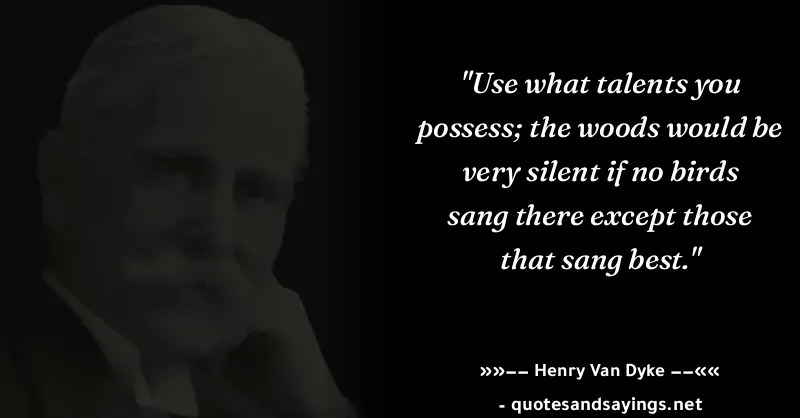 "Use what talents you
possess; the woods would be
very silent if no birds
sang there except those
that sang best."
»»−− Henry Van Dyke −−««
- quotesandsayings.net